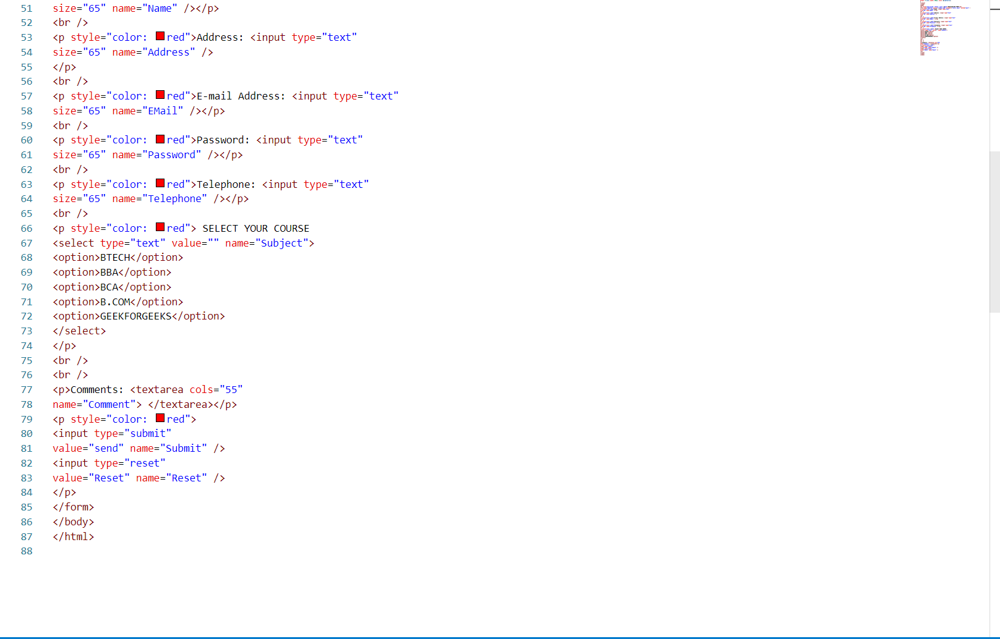 51 size="65" name="Name" /></p>
52 <br />
53 <p style="color: red">Address: <input type="text"
54 size="65" name="Address" />
55 </p>
56 <br />
57 <p style="color: red">E-mail Address: <input type="text"
58 size="65" name="EMail" /></p>
59 <br />
60 <p style="color: red">Password: <input type="text"
61 size="65" name="Password" /></p>
62 <br />
63 <p style="color: red">Telephone: <input type="text"
64 size="65" name="Telephone" /></p>
65 <br />
66 <p style="color: red"> SELECT YOUR COURSE
67 <select type="text" value="" name="Subject">
68 <option>BTECH</option>
69 <option>BBA</option>
70 <option>BCA</option>
71 <option>B.COM</option>
72 <option>GEEKFORGEEKS</option>
73 </select>
74 </p>
75 <br />
76 <br />
77 <p>Comments: <textarea cols="55"
78 name="Comment"> </textarea></p>
79 <p style="color: red">
80 <input type="submit"
81 value="send" name="Submit" />
82 <input type="reset"
83 value="Reset" name="Reset" />
84 </p>
85 </form>
86 </body>
87 </html>
88